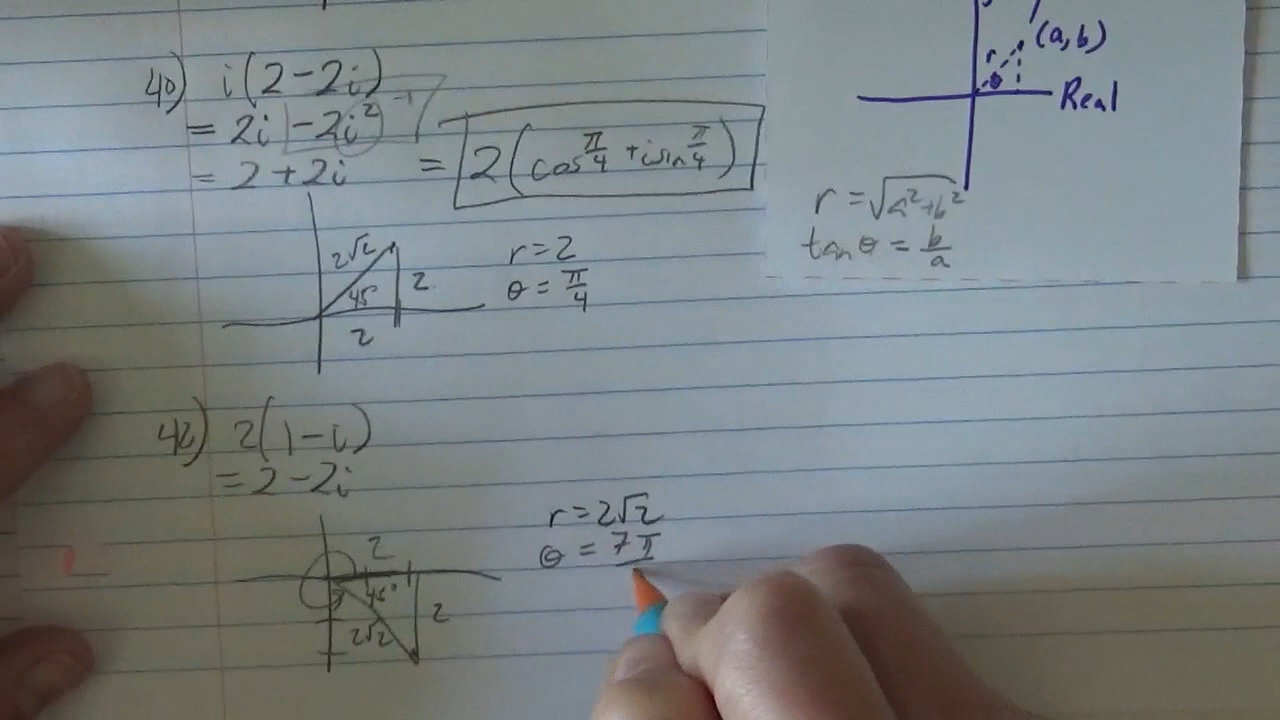 40) i(2-2i)
= 2i -2i² -1
= 2+2i = 2(cos π/4 + i sin π/4)
2√2
45
2
2
r=2
θ = π/4
(a,b)
r
θ
Real
r = √a²+b²
tan θ = b/a
42) 2(1-i)
= 2-2i
2
45°
2
2√2
r=2√2
θ = 7π